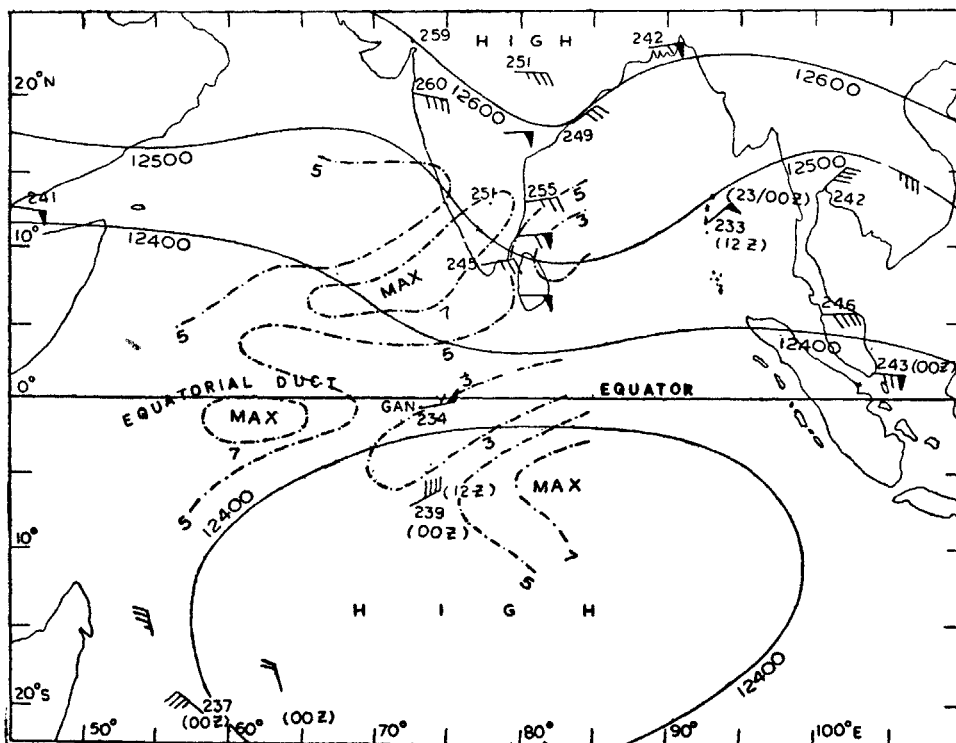 259
H I G H
242
251
20°N
260
12600
12600
249
12500
12500
5
251
255
5
3
241
(23/00Z)
242
233
(12Z)
10°
12400
245
MAX
7
5
246
5
12400
243(00Z)
0°
EQUATORIAL DUCT
3
EQUATOR
GAN
234
MAX
7
3
5
12400
(12Z)
239
(00Z)
MAX
7
5
10°
H I G H
12400
20°S
237
(00Z)
(00Z)
50°
60°
70°
80°
90°
100°E